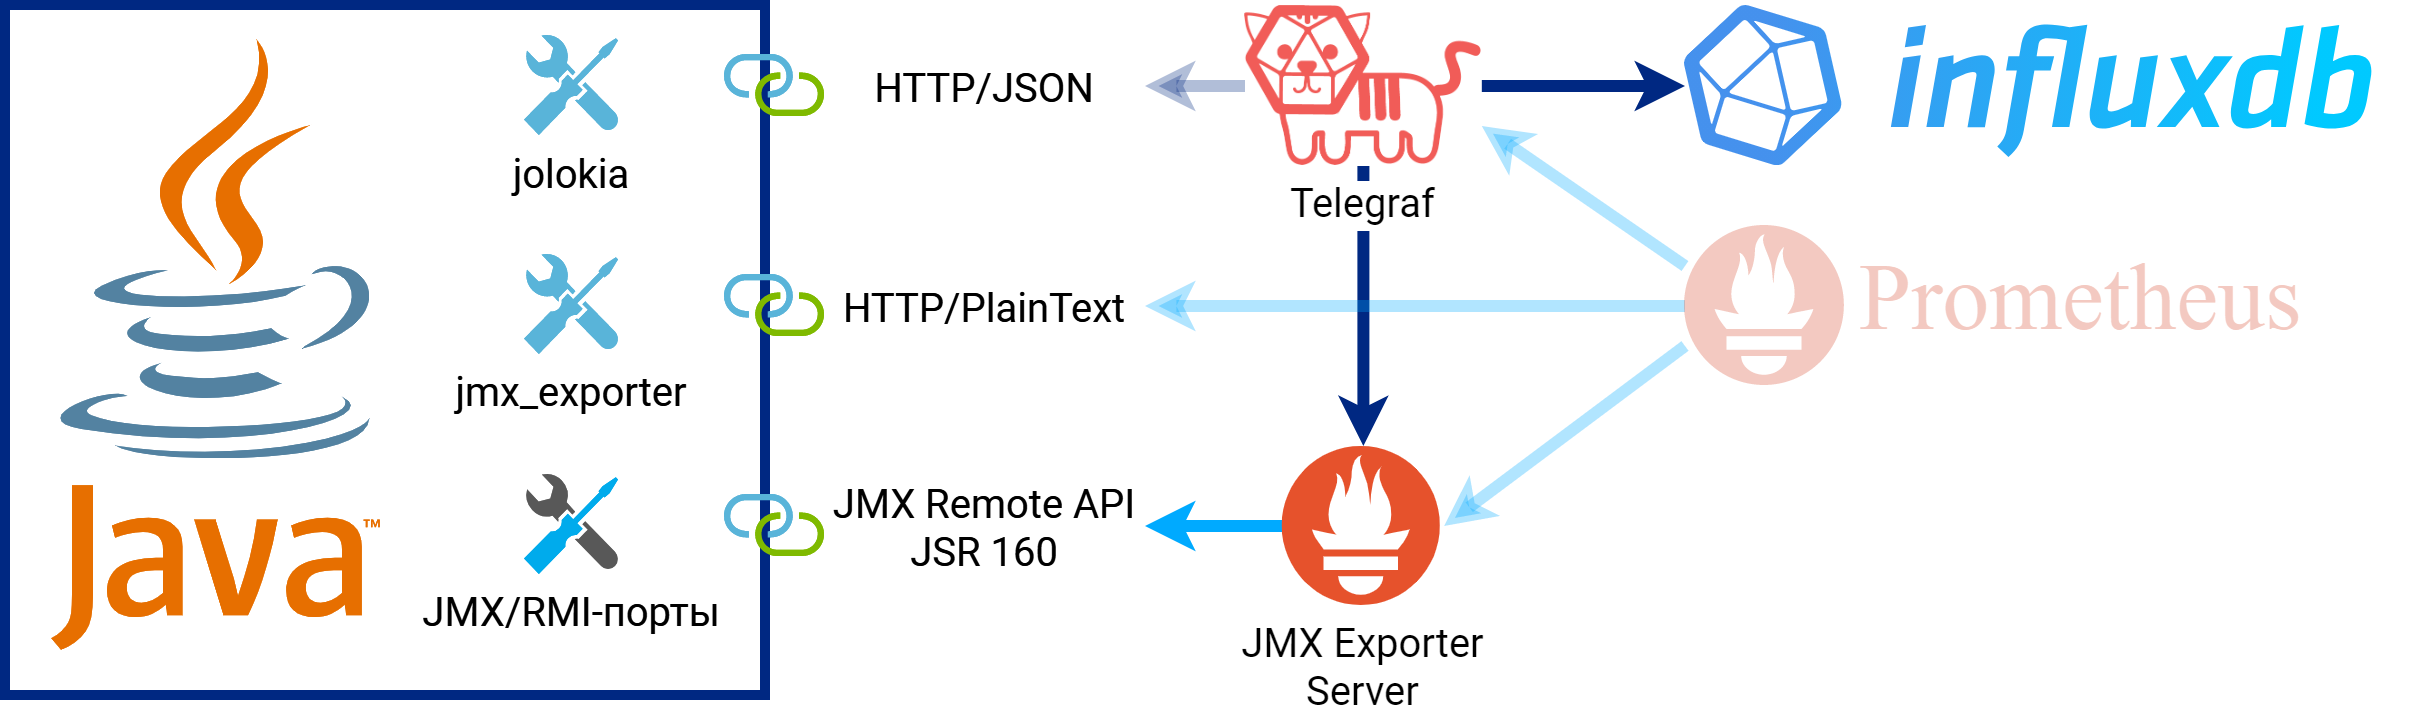 jolokia
HTTP/JSON
Telegraf
influxdb
jmx_exporter
HTTP/PlainText
Prometheus
Java™
JMX/RMI-порты
JMX Remote API
JSR 160
JMX Exporter
Server